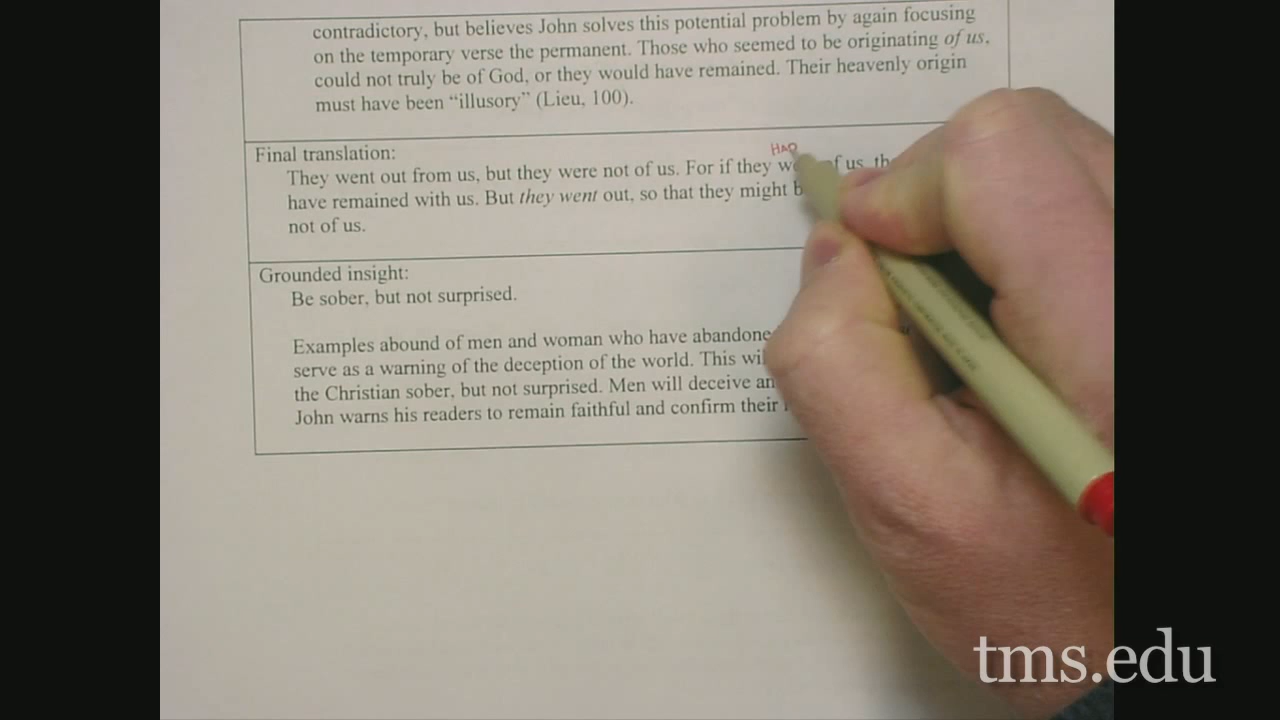 contradictory, but believes John solves this potential problem by again focusing
on the temporary verse the permanent. Those who seemed to be originating of us,
could not truly be of God, or they would have remained. Their heavenly origin
must have been “illusory” (Lieu, 100).
Final translation:
HAD
They went out from us, but they were not of us. For if they of us,
have remained with us. But they went out, so that they might
not of us.
Grounded insight:
Be sober, but not surprised.
Examples abound of men and woman who have
serve as a warning of the deception of the world. This
the Christian sober, but not surprised. Men will deceive
John warns his readers to remain faithful and confirm their
tms.edu